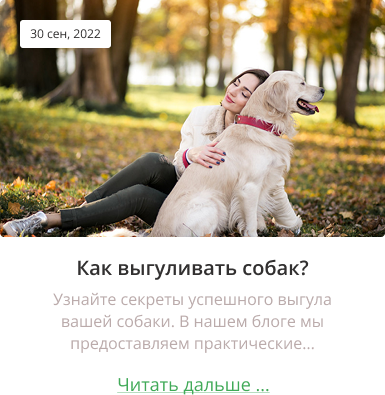 30 сен, 2022
Как выгуливать собак?
Узнайте секреты успешного выгула
вашей собаки. В нашем блоге мы
предоставляем практические...
Читать дальше ...